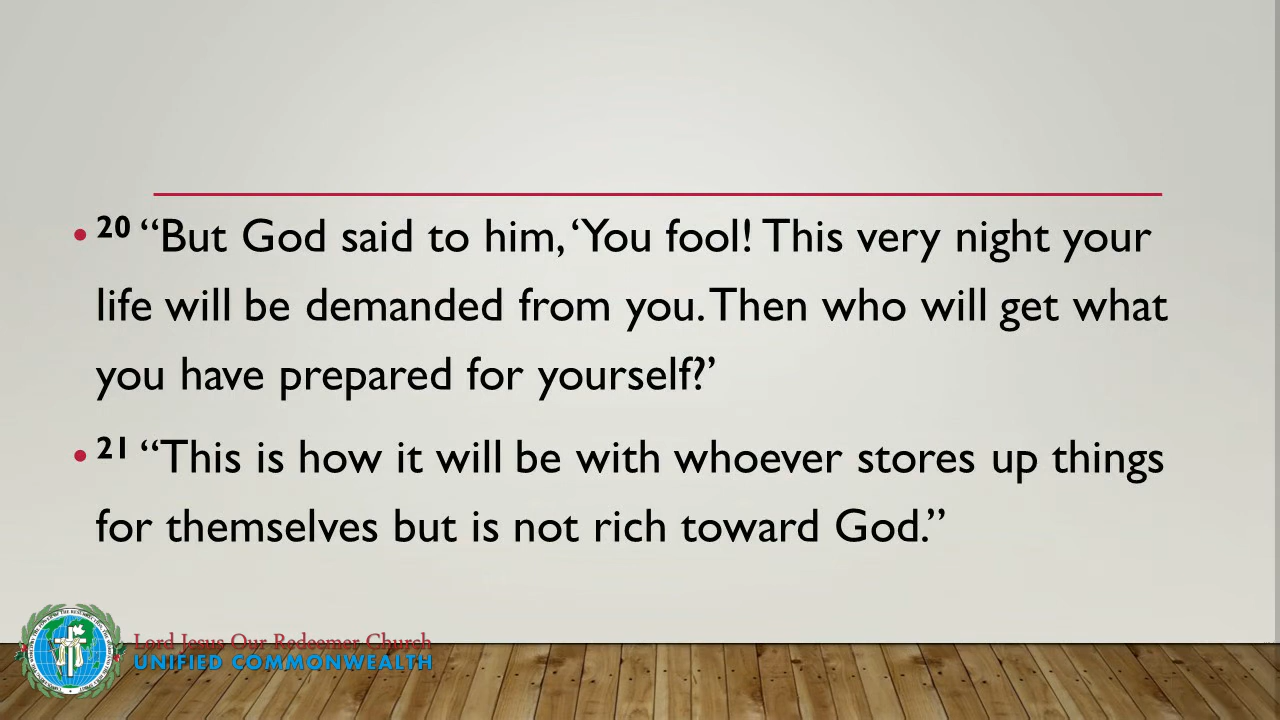 • 20 “But God said to him, ‘You fool! This very night your
life will be demanded from you. Then who will get what
you have prepared for yourself?’
• 21 “This is how it will be with whoever stores up things
for themselves but is not rich toward God.”
Lord Jesus Our Redeemer Church
UNIFIED COMMONWEALTH